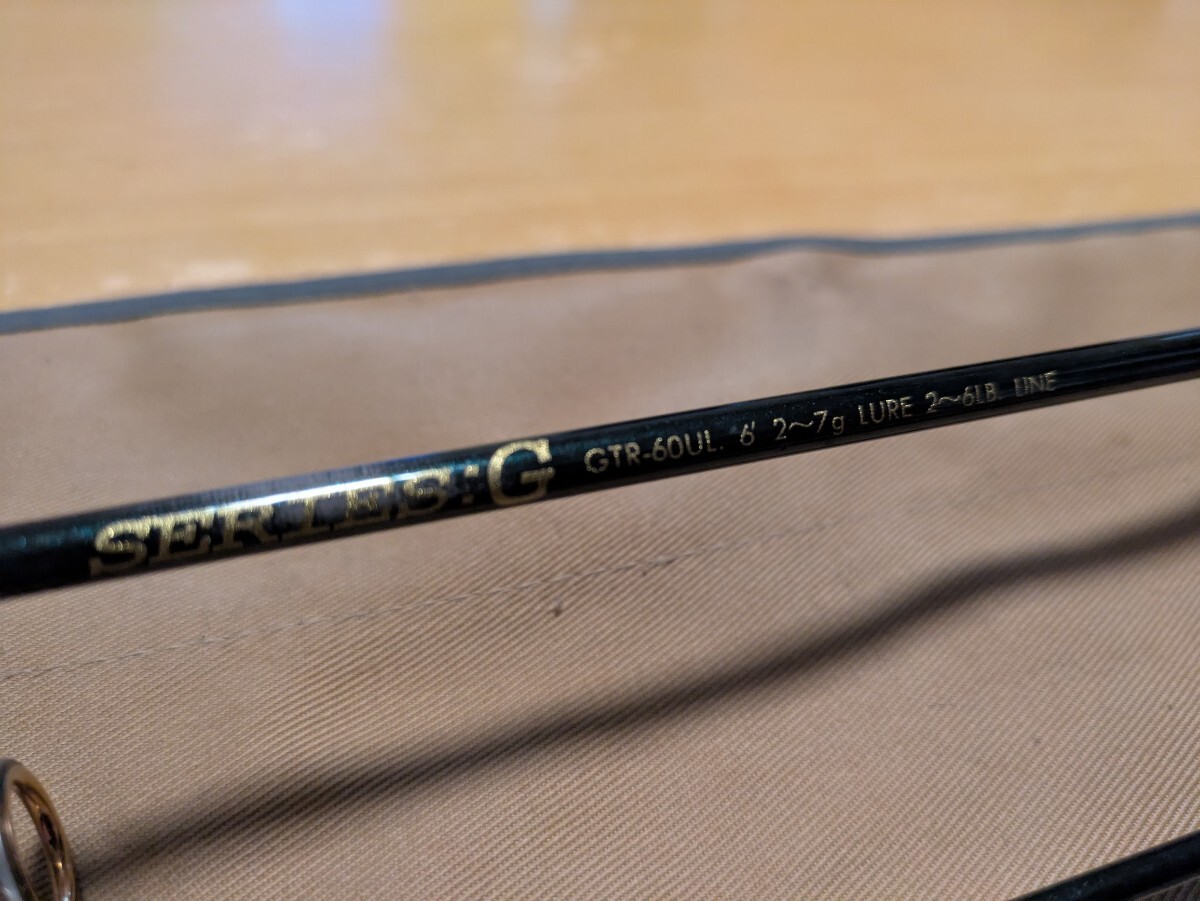 SERIES:G GTR-60UL. 6' 2~7g LURE 2~6LB. LINE